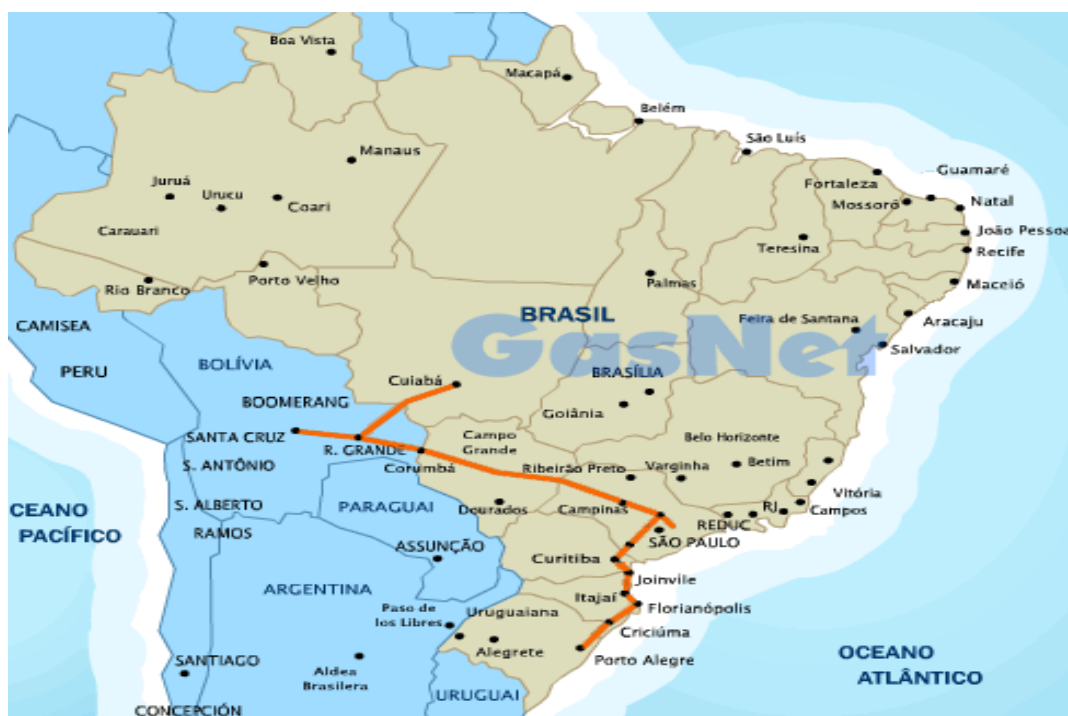 Boa Vista
Macapá
Belém
São Luís
Manaus
Guamaré
Fortaleza
Juruá
Urucu
Coari
Mossoró
Natal
Carauari
Teresina
João Pessoa
Recife
Porto Velho
Rio Branco
Palmas
Maceió
BRASIL
CAMISEA
Feira de Santana
Aracaju
GasNet
Salvador
BOLÍVIA
PERU
BRASÍLIA
Cuiabá
BOOMERANG
Goiânia
SANTA CRUZ
Campo
Grande
Belo Horizonte
R. GRANDE
Corumbá
S. ANTÔNIO
Ribeirão Preto
Varginha
Betim
Vitória
S. ALBERTO
PARAGUAI
Dourados
Campinas
RJ
Campos
OCEANO
PACÍFICO
RAMOS
REDUC
SÃO PAULO
ASSUNÇÃO
Curitiba
Joinvile
ARGENTINA
Itajaí
Paso de
los Libres
Uruguaiana
Florianópolis
Criciúma
Alegrete
Porto Alegre
SANTIAGO
Aldea
Brasilera
OCEANO
ATLÂNTICO
URUGUAI
CONCEPCIÓN